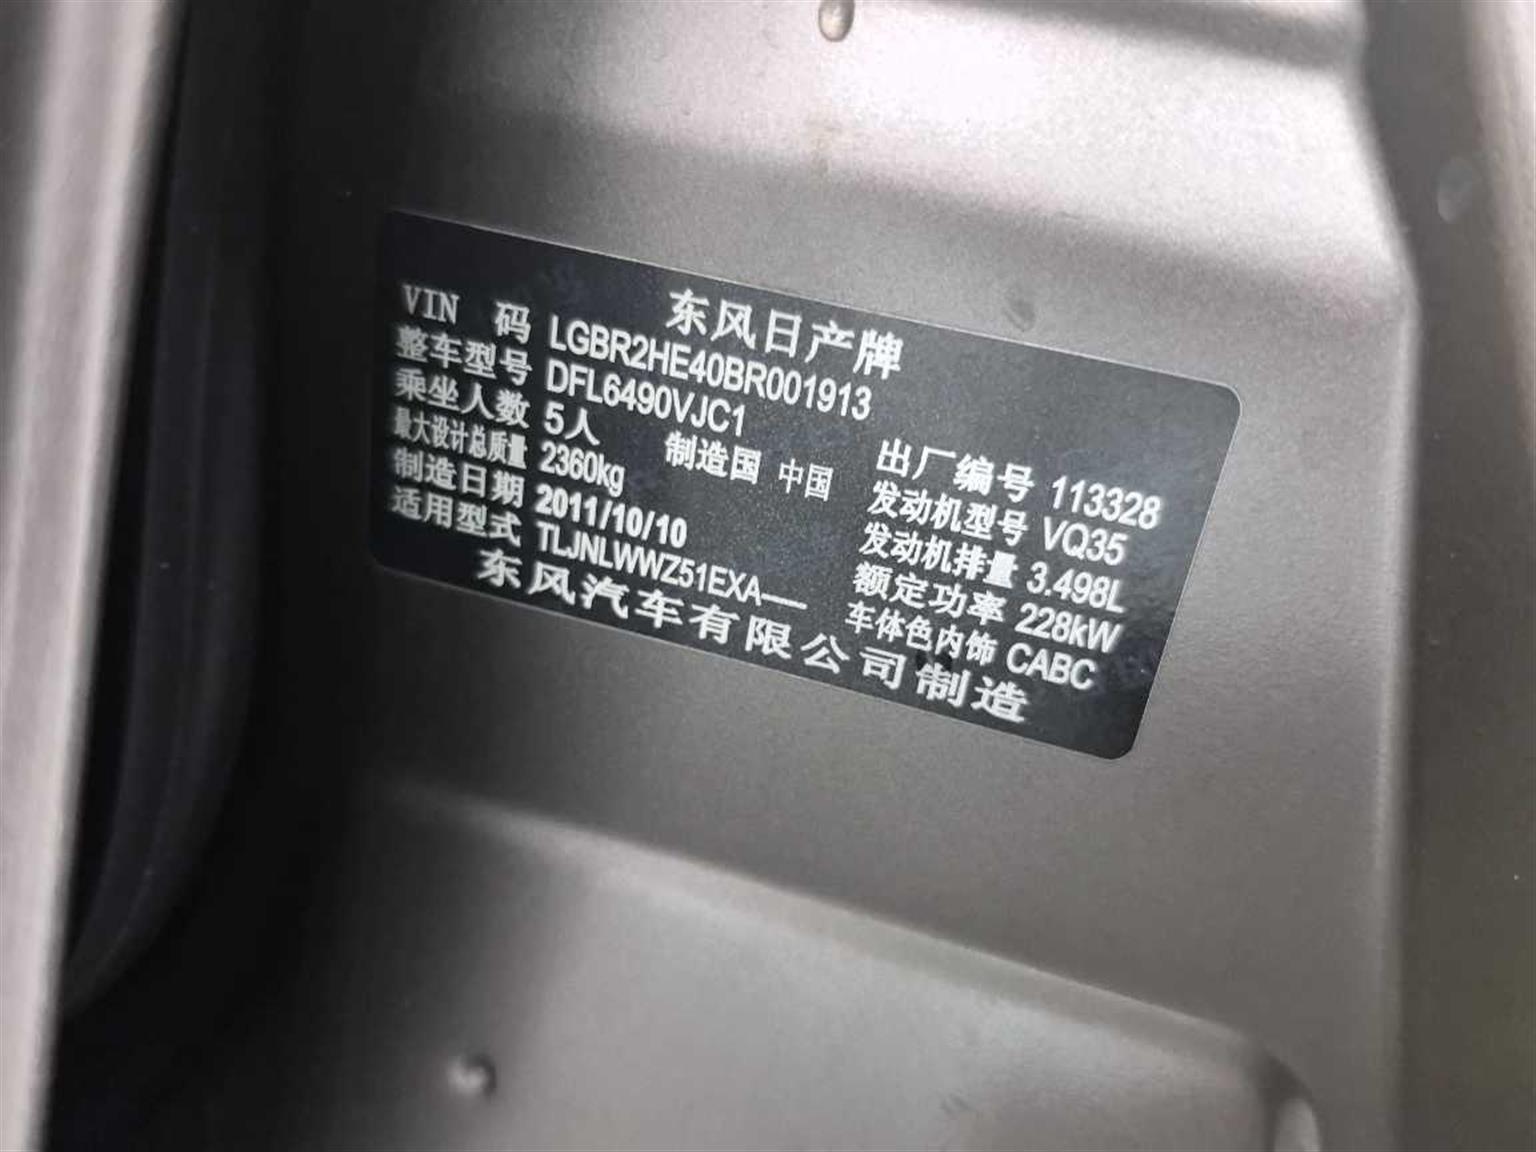 东风日产牌
VIN 码 LGBR2HE40BR001913
整车型号 DFL6490VJC1
乘坐人数 5人 制造国 中国
最大设计总质量 2360kg
制造日期 2011/10/10
适用型式 TLJNLWWZ51EXA—
出厂编号 113328
发动机型号 VQ35
发动机排量 3.498L
额定功率 228kW
车体色内饰 CABC
东风汽车有限公司制造